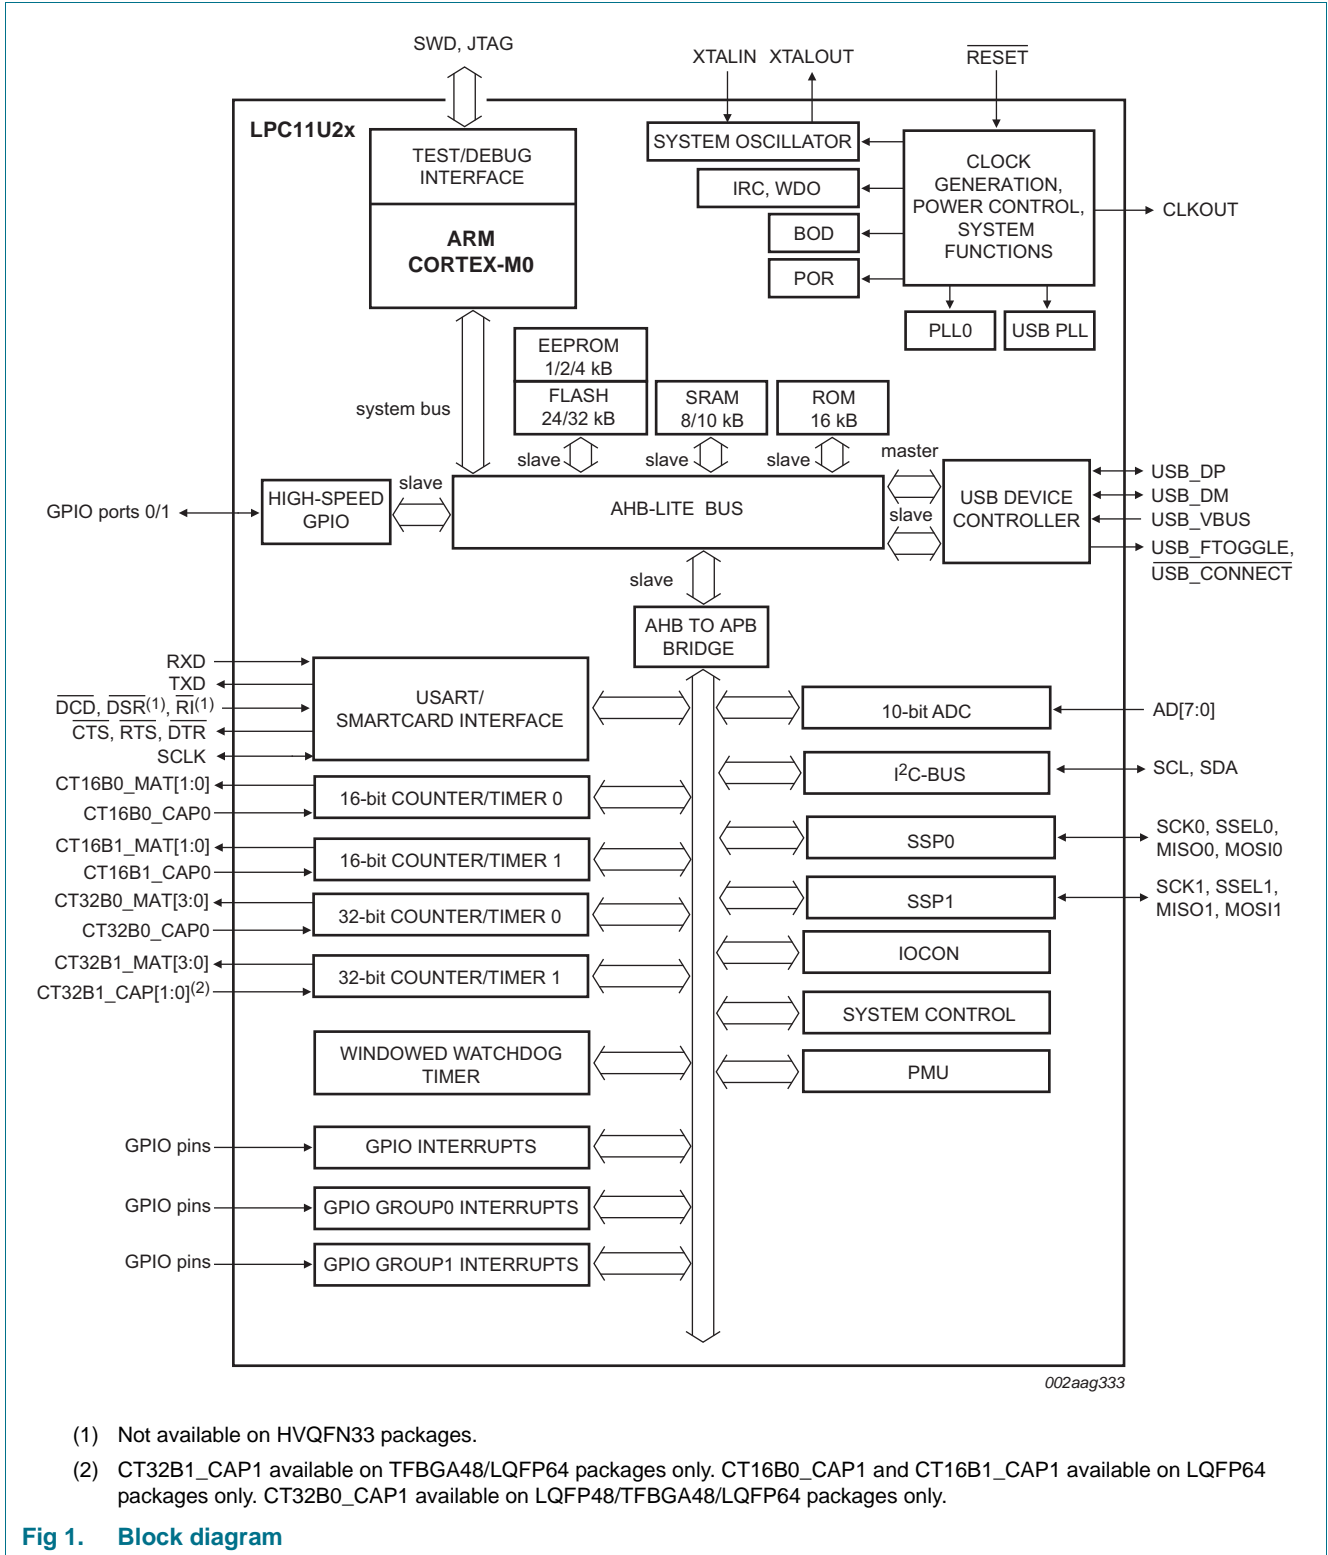 SWD, JTAG
XTALIN XTALOUT
RESET
LPC11U2x
TEST/DEBUG
INTERFACE
ARM
CORTEX-M0
SYSTEM OSCILLATOR
IRC, WDO
BOD
POR
CLOCK
GENERATION,
POWER CONTROL,
SYSTEM
FUNCTIONS
CLKOUT
PLL0
USB PLL
EEPROM
1/2/4 kB
FLASH
24/32 kB
SRAM
8/10 kB
ROM
16 kB
system bus
slave
slave
slave
master
slave
slave
GPIO ports 0/1
HIGH-SPEED
GPIO
AHB-LITE BUS
USB DEVICE
CONTROLLER
USB_DP
USB_DM
USB_VBUS
USB_FTOGGLE,
USB_CONNECT
slave
AHB TO APB
BRIDGE
RXD
TXD
DCD, DSR(1), RI(1)
CTS, RTS, DTR
SCLK
USART/
SMARTCARD INTERFACE
10-bit ADC
AD[7:0]
CT16B0_MAT[1:0]
CT16B0_CAP0
16-bit COUNTER/TIMER 0
I2C-BUS
SCL, SDA
CT16B1_MAT[1:0]
CT16B1_CAP0
16-bit COUNTER/TIMER 1
SSP0
SCK0, SSEL0,
MISO0, MOSI0
CT32B0_MAT[3:0]
CT32B0_CAP0
32-bit COUNTER/TIMER 0
SSP1
SCK1, SSEL1,
MISO1, MOSI1
CT32B1_MAT[3:0]
CT32B1_CAP[1:0](2)
32-bit COUNTER/TIMER 1
IOCON
SYSTEM CONTROL
WINDOWED WATCHDOG
TIMER
PMU
GPIO pins
GPIO INTERRUPTS
GPIO pins
GPIO GROUP0 INTERRUPTS
GPIO pins
GPIO GROUP1 INTERRUPTS
002aag333
(1) Not available on HVQFN33 packages.
(2) CT32B1_CAP1 available on TFBGA48/LQFP64 packages only. CT16B0_CAP1 and CT16B1_CAP1 available on LQFP64
packages only. CT32B0_CAP1 available on LQFP48/TFBGA48/LQFP64 packages only.
Fig 1. Block diagram